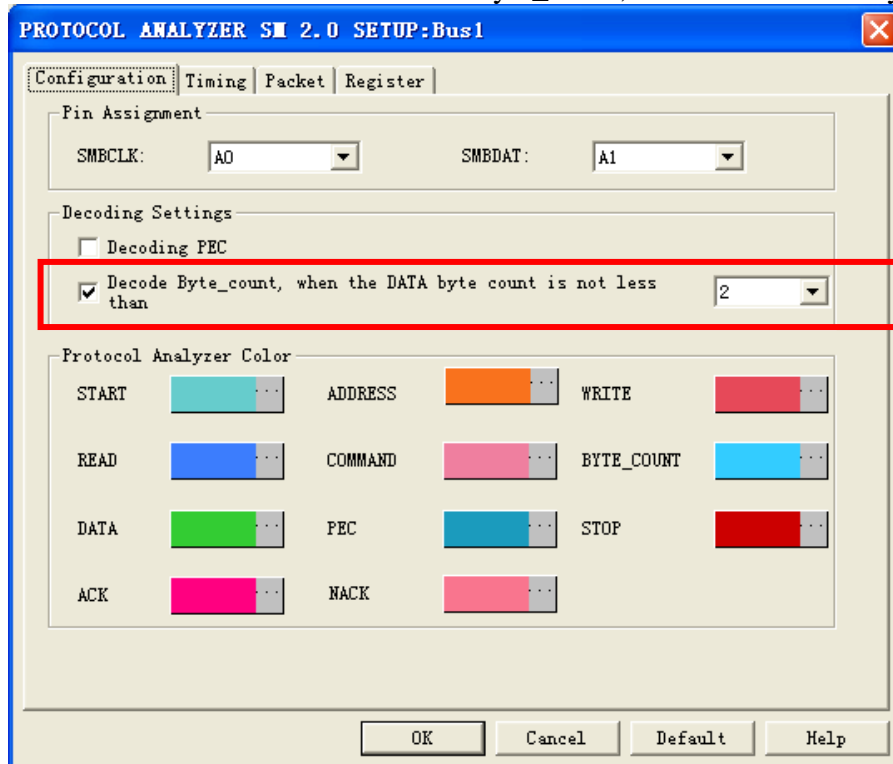 PROTOCOL ANALYZER SM 2.0 SETUP:Bus1
Configuration Timing Packet Register
Pin Assignment
SMBCLK: A0 SMBDAT: A1
Decoding Settings
Decoding PEC
Decode Byte_count, when the DATA byte count is not less than 2
Protocol Analyzer Color
START ... ADDRESS ... WRITE ...
READ ... COMMAND ... BYTE_COUNT ...
DATA ... PEC ... STOP ...
ACK ... NACK ...
OK Cancel Default Help